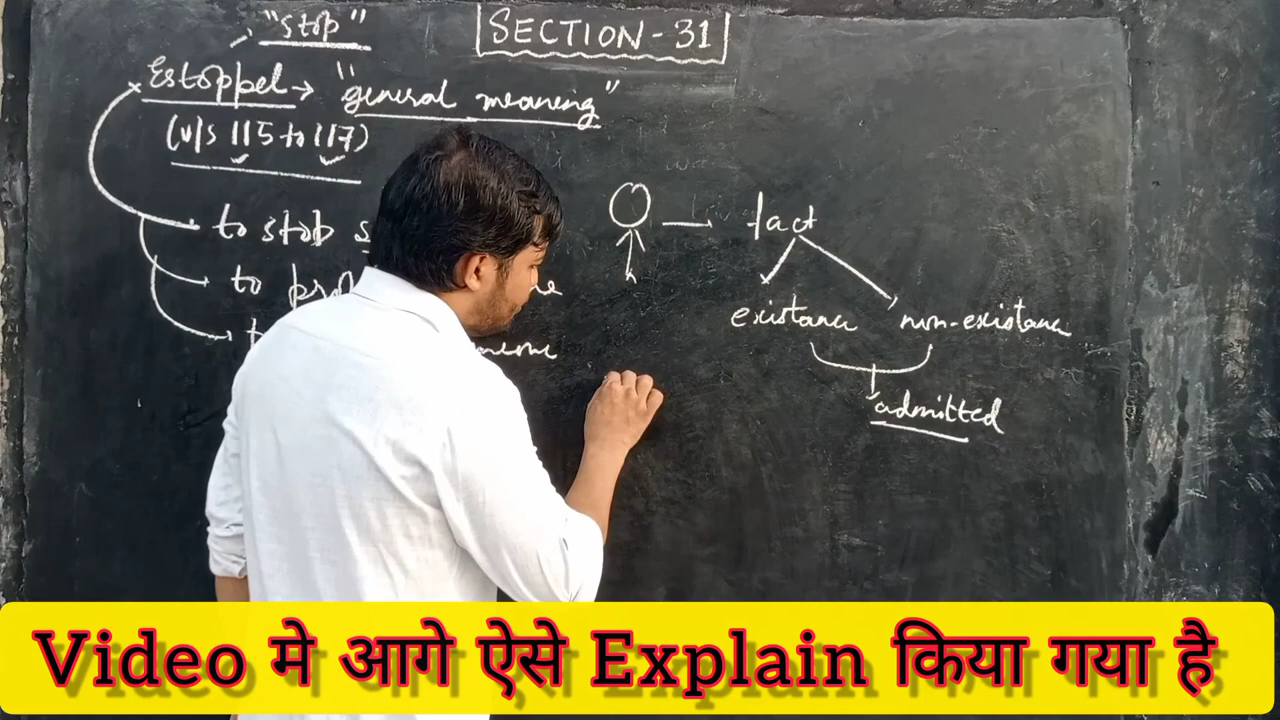 "stop"
SECTION - 31
Estoppel → "general meaning"
(u/s 115 to 117)
→ to stop
→ fact
→ to
existance
non-existance
admitted
Video मे आगे ऐसे Explain किया गया है